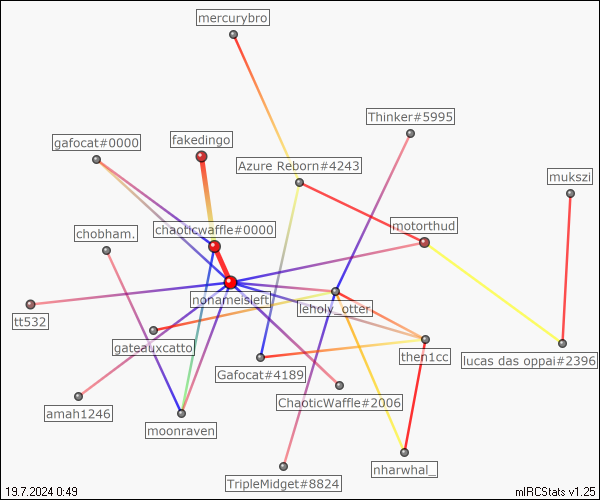 mercurybro
Thinker#5995
gafocat#0000
fakedingo
Azure Reborn#4243
mukszi
chobham.
chaoticwaffle#0000
motorthud
nonameisleft
leholy_otter
tt532
gateauxcatto
then1cc
lucas das oppai#2396
Gafocat#4189
ChaoticWaffle#2006
amah1246
moonraven
nharwhal_
TripleMidget#8824
19.7.2024 0:49
mIRCStats v1.25